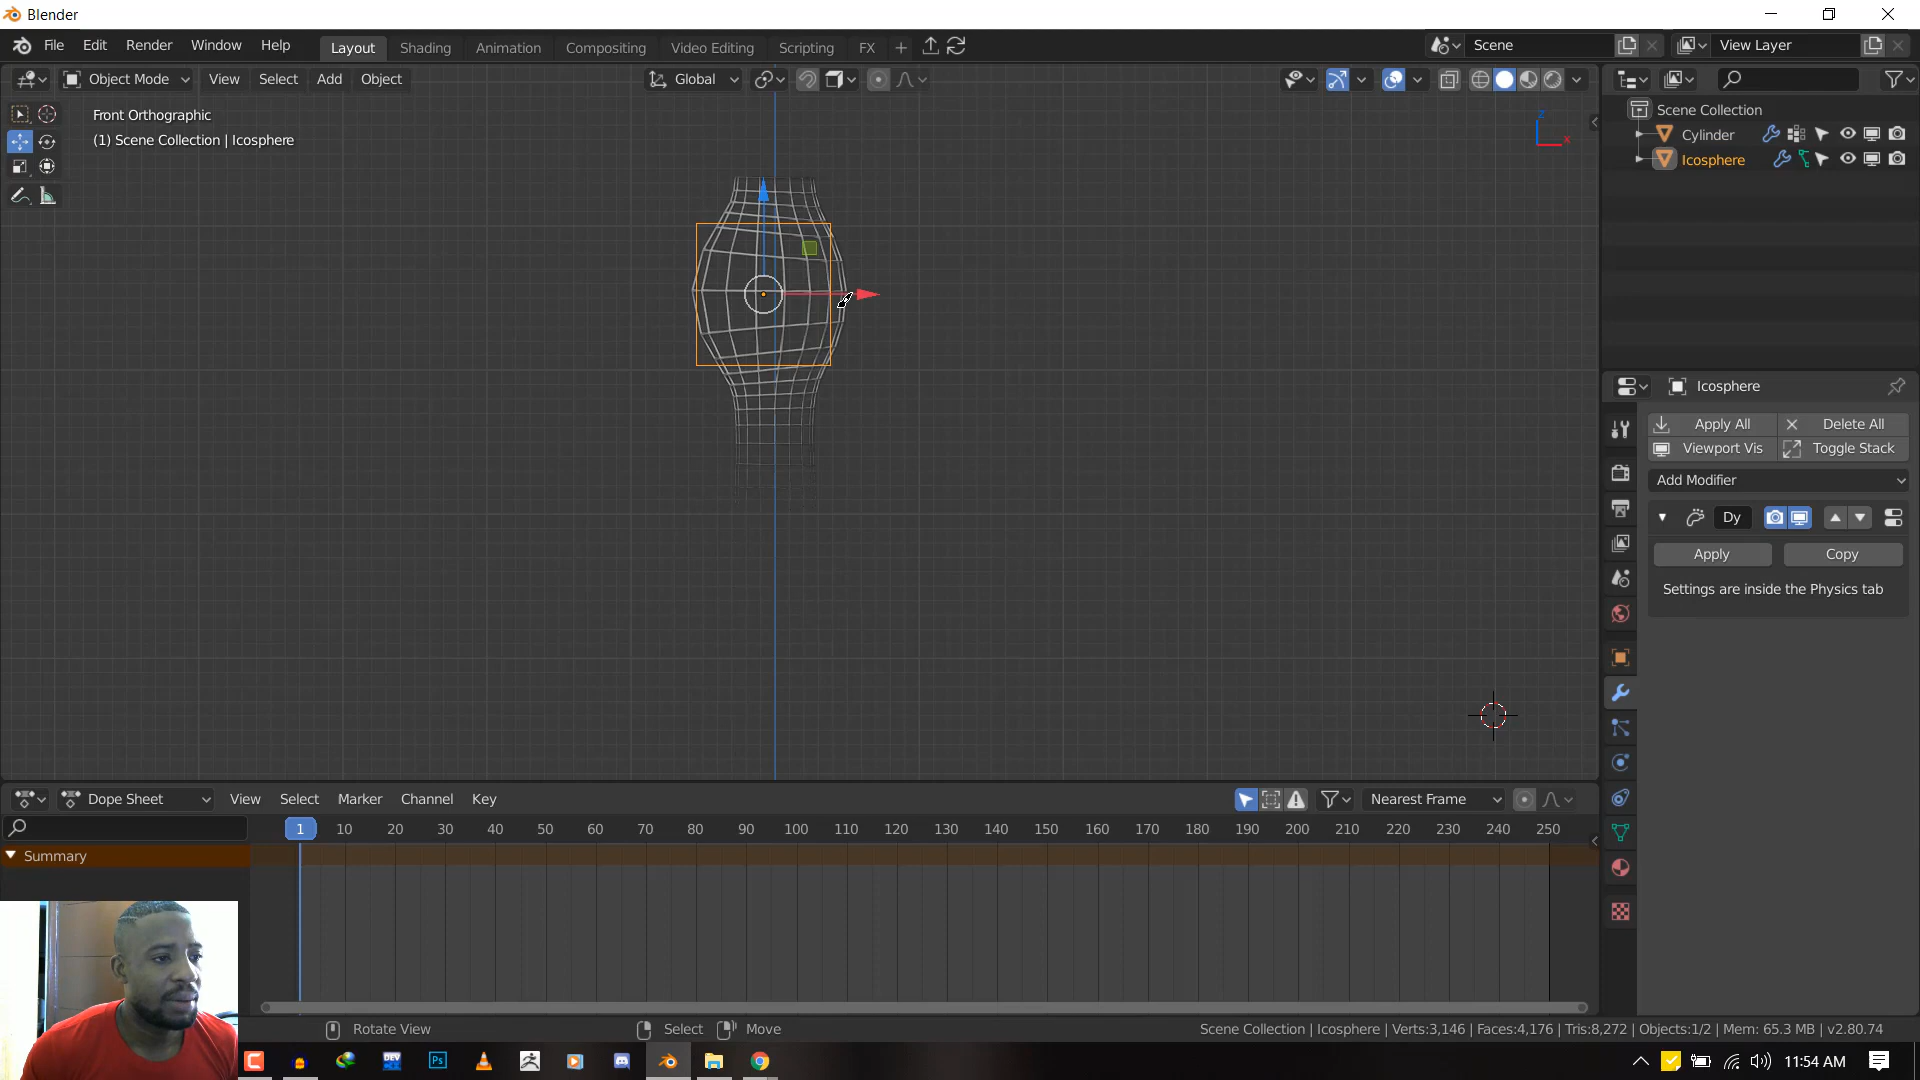 Blender
File Edit Render Window Help Layout Shading Animation Compositing Video Editing Scripting FX + Scene View Layer
Object Mode View Select Add Object Global
Front Orthographic
(1) Scene Collection | Icosphere
Z
X
Scene Collection
Cylinder
Icosphere
Icosphere
Apply All Delete All
Viewport Vis Toggle Stack
Add Modifier
Dy
Apply Copy
Settings are inside the Physics tab
Dope Sheet View Select Marker Channel Key Nearest Frame
1 10 20 30 40 50 60 70 80 90 100 110 120 130 140 150 160 170 180 190 200 210 220 230 240 250
Summary
Rotate View Select Move Scene Collection | Icosphere | Verts:3,146 | Faces:4,176 | Tris:8,272 | Objects:1/2 | Mem: 65.3 MB | v2.80.74
DEV Ps 11:54 AM